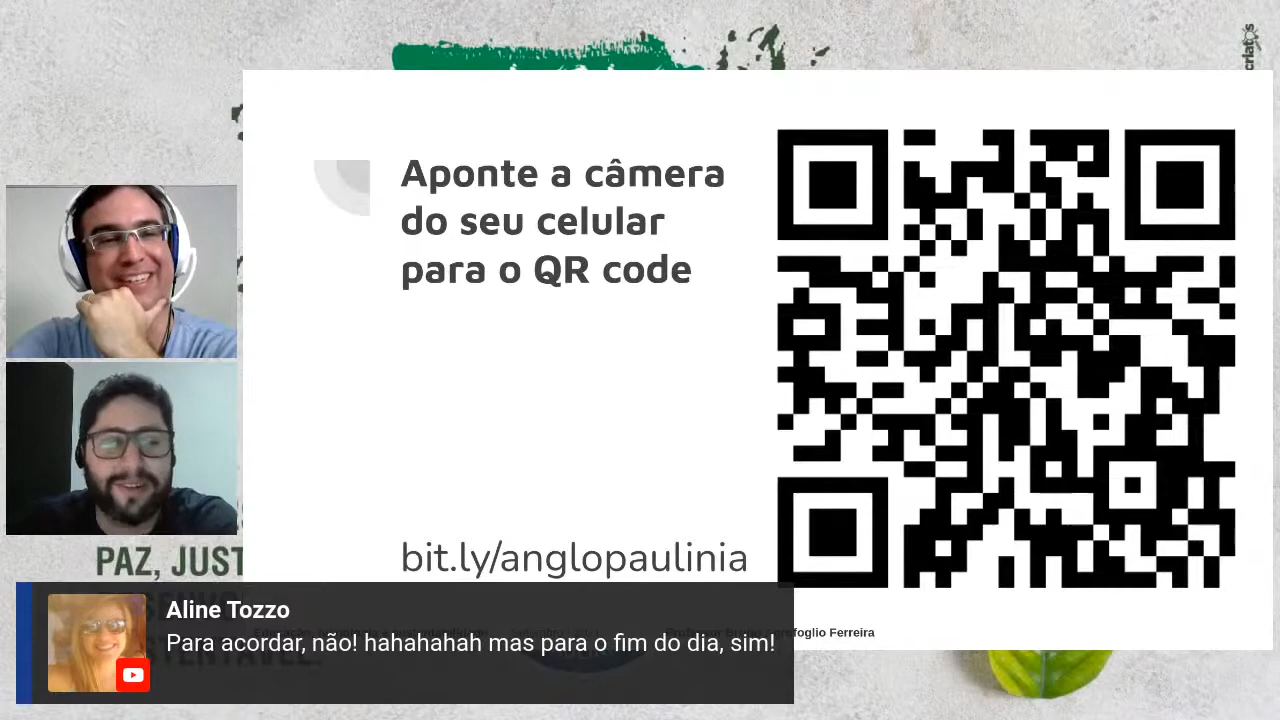 criatos
Aponte a câmera
do seu celular
para o QR code
bit.ly/anglopaulinia
PAZ, JUST
Aline Tozzo
Para acordar, não! hahahahah mas para o fim do dia, sim!
foglio Ferreira